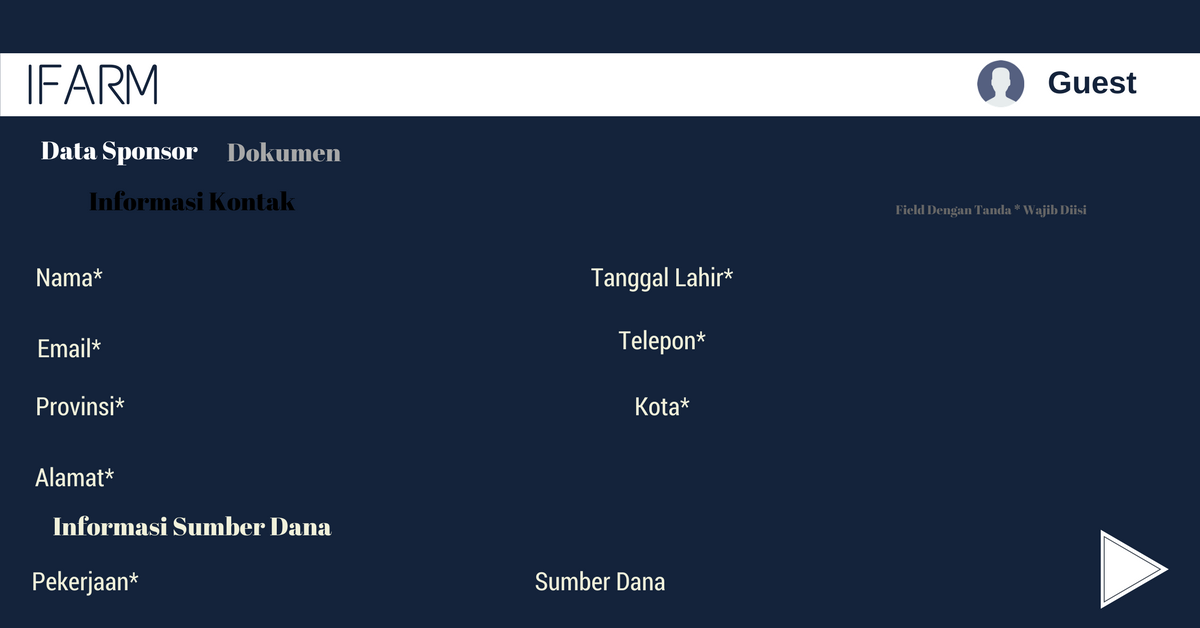 IFARM
Guest
Data Sponsor
Dokumen
Informasi Kontak
Field Dengan Tanda * Wajib Diisi
Nama*
Tanggal Lahir*
Email*
Telepon*
Provinsi*
Kota*
Alamat*
Informasi Sumber Dana
Pekerjaan*
Sumber Dana